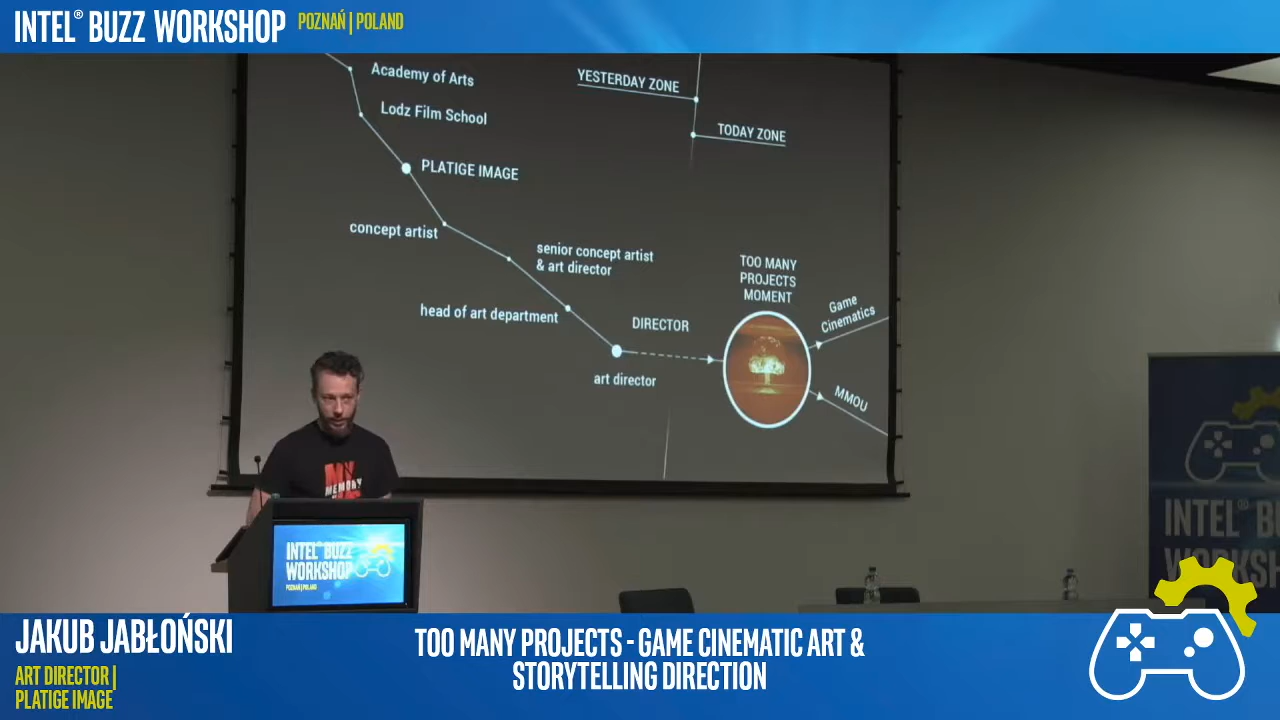 INTEL® BUZZ WORKSHOP
POZNAŃ | POLAND
Academy of Arts
Lodz Film School
PLATIGE IMAGE
concept artist
senior concept artist
& art director
head of art department
DIRECTOR
art director
YESTERDAY ZONE
TODAY ZONE
TOO MANY
PROJECTS
MOMENT
Game
Cinematics
MMOU
MY
MEMORY
INTEL® BUZZ
WORKSHOP
POZNAŃ | POLAND
INTEL® BU
WORKSH
JAKUB JABŁOŃSKI
ART DIRECTOR |
PLATIGE IMAGE
TOO MANY PROJECTS - GAME CINEMATIC ART &
STORYTELLING DIRECTION